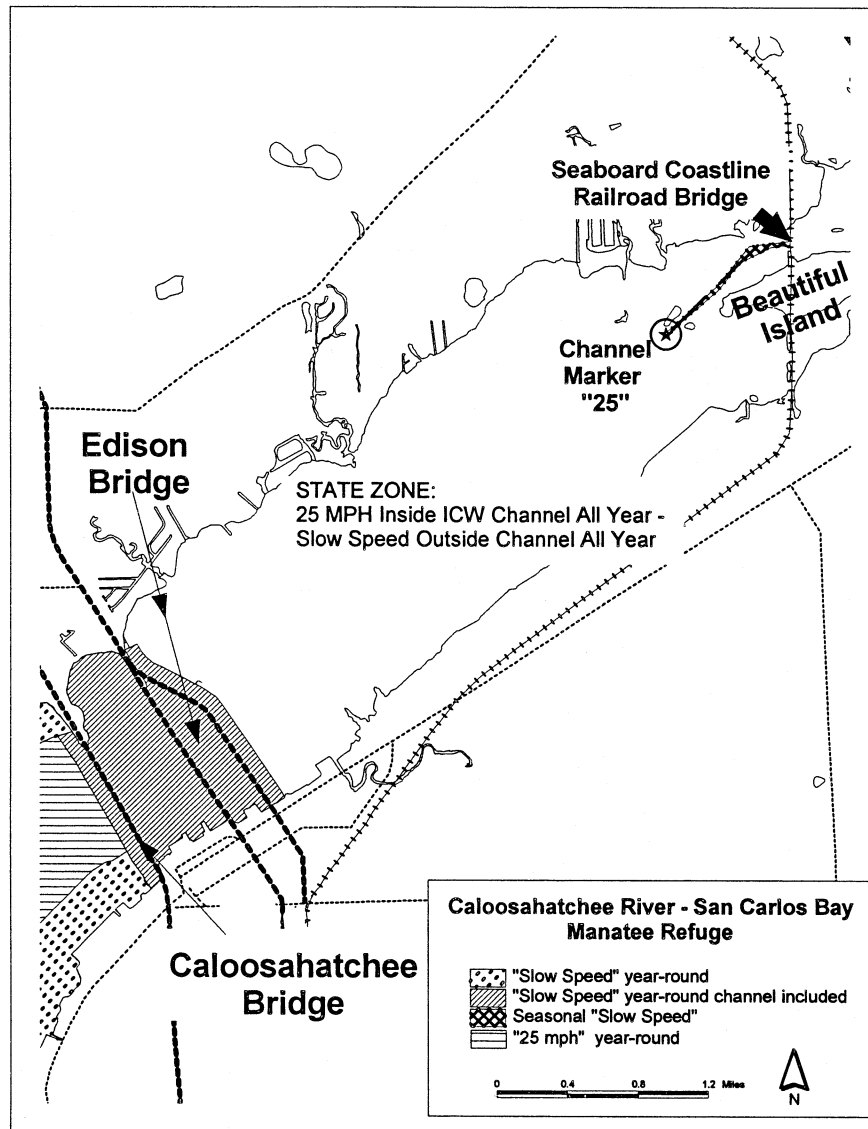 Seaboard Coastline
Railroad Bridge
Beautiful
Island
Channel
Marker
"25"
Edison
Bridge
STATE ZONE:
25 MPH Inside ICW Channel All Year -
Slow Speed Outside Channel All Year
Caloosahatchee
Bridge
Caloosahatchee River - San Carlos Bay
Manatee Refuge
"Slow Speed" year-round
"Slow Speed" year-round channel included
Seasonal "Slow Speed"
"25 mph" year-round
0 0.4 0.8 1.2 Miles
N